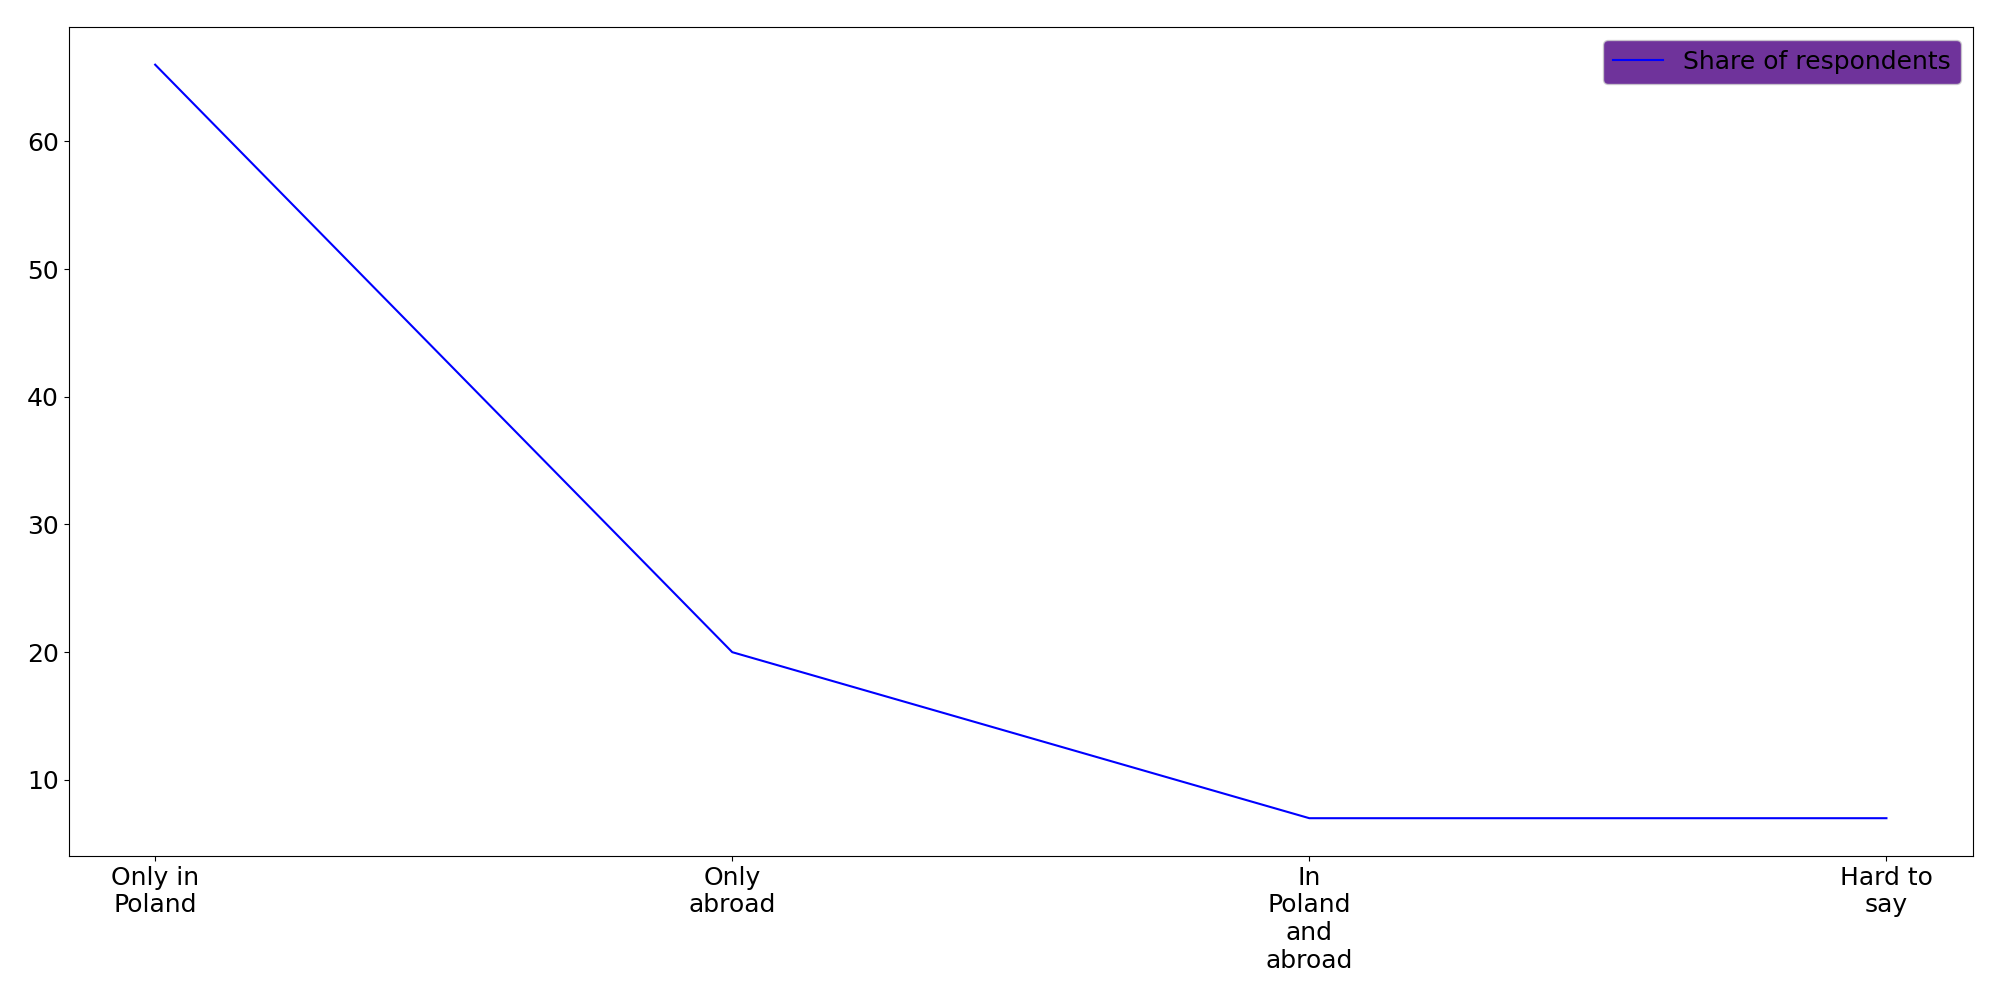 Share of respondents
60
50
40
30
20
10
Only in
Poland
Only
abroad
In
Poland
and
abroad
Hard to
say